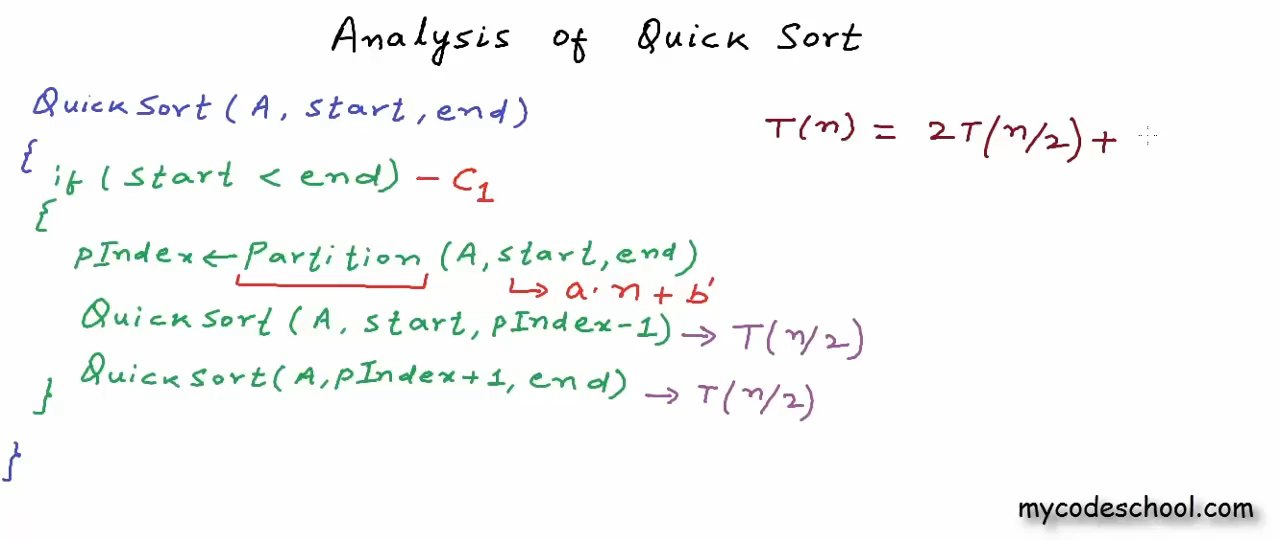 Analysis of Quick Sort
QuickSort(A, start, end)
{
if (start < end) - C₁
{
pIndex ← Partition (A, start, end)
↳ a·n + b'
QuickSort(A, start, pIndex-1) → T(n/2)
QuickSort(A, pIndex+1, end) → T(n/2)
}
}
T(n) = 2T(n/2) +
mycodeschool.com